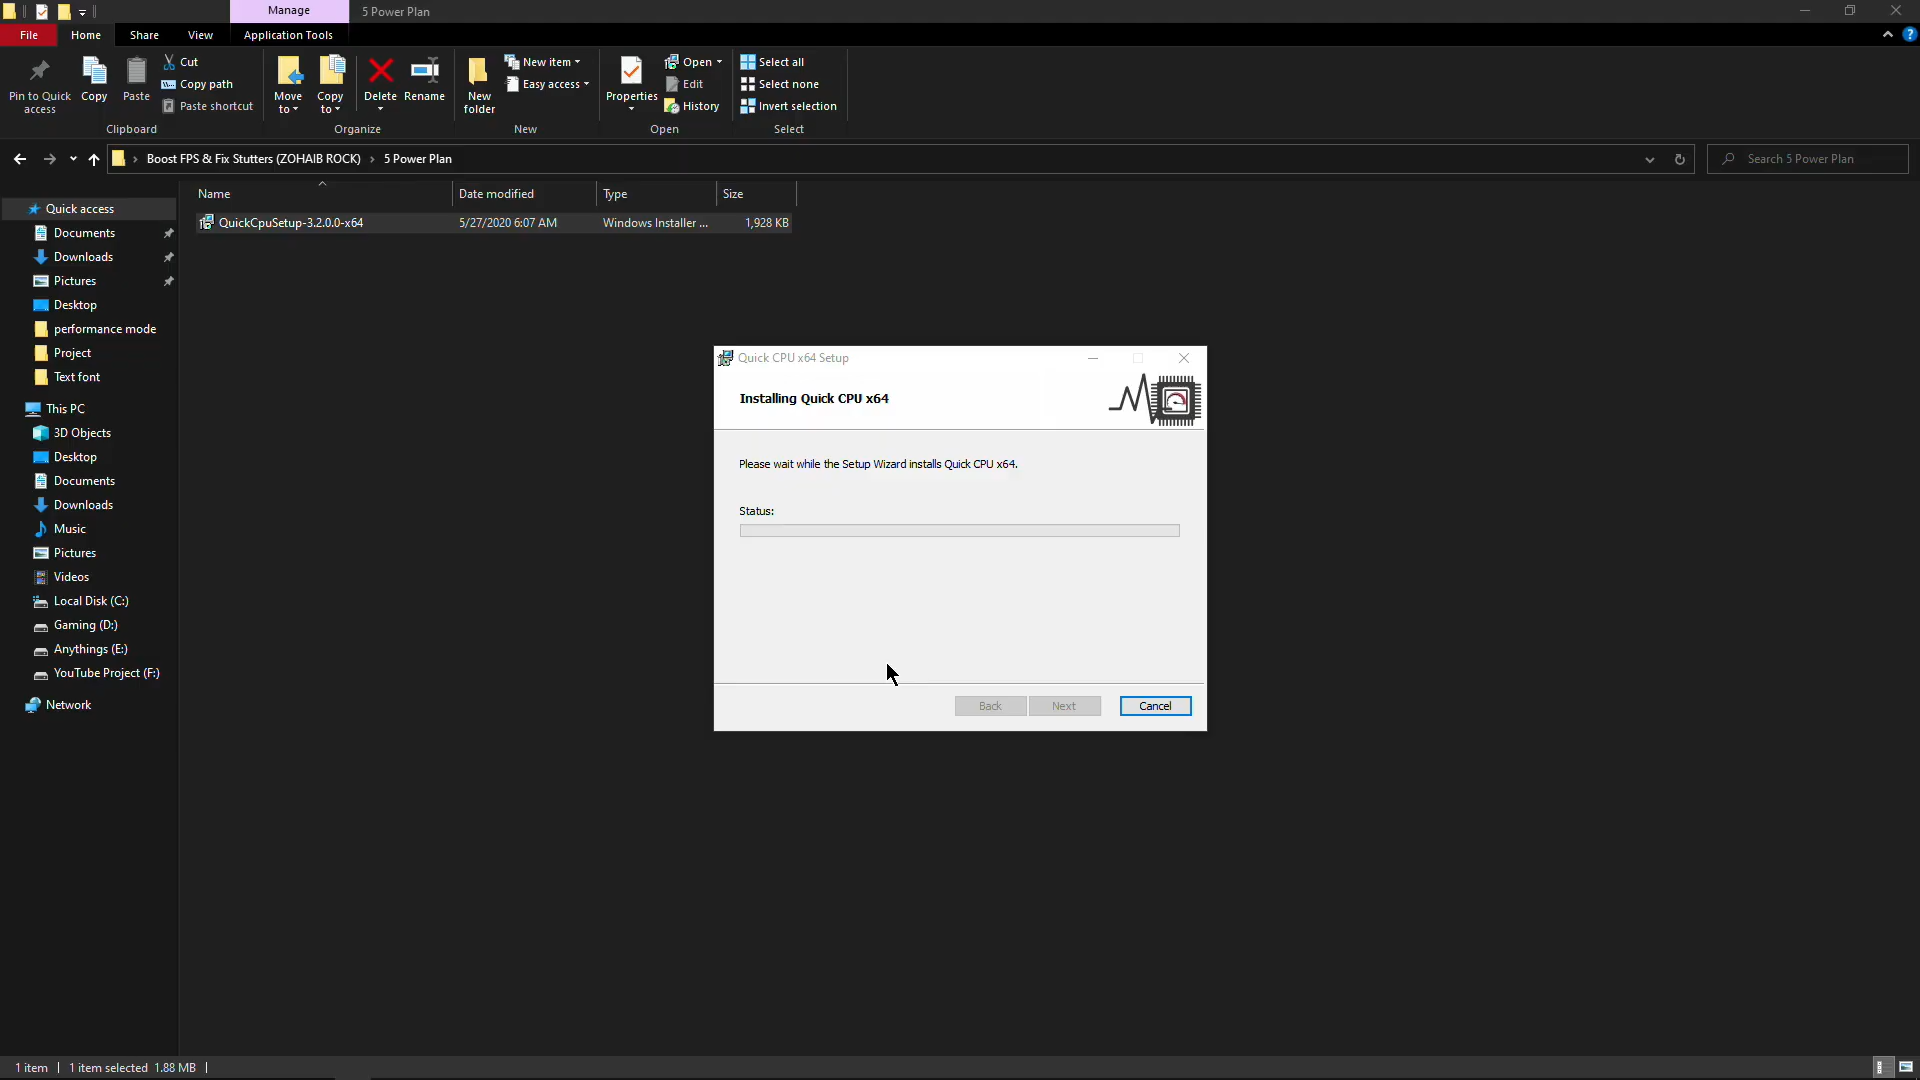 Manage
5 Power Plan
File
Home
Share
View
Application Tools
Pin to Quick
access
Copy
Paste
Cut
Copy path
Paste shortcut
Clipboard
Move
to
Copy
to
Delete
Rename
Organize
New
folder
New item
Easy access
New
Properties
Open
Edit
History
Open
Select all
Select none
Invert selection
Select
Boost FPS & Fix Stutters (ZOHAIB ROCK)
5 Power Plan
Search 5 Power Plan
Name
Date modified
Type
Size
QuickCpuSetup-3.2.0.0-x64
5/27/2020 6:07 AM
Windows Installer ...
1,928 KB
Quick access
Documents
Downloads
Pictures
Desktop
performance mode
Project
Text font
This PC
3D Objects
Desktop
Documents
Downloads
Music
Pictures
Videos
Local Disk (C:)
Gaming (D:)
Anythings (E:)
YouTube Project (F:)
Network
Quick CPU x64 Setup
Installing Quick CPU x64
Please wait while the Setup Wizard installs Quick CPU x64.
Status:
Back
Next
Cancel
1 item
1 item selected 1.88 MB